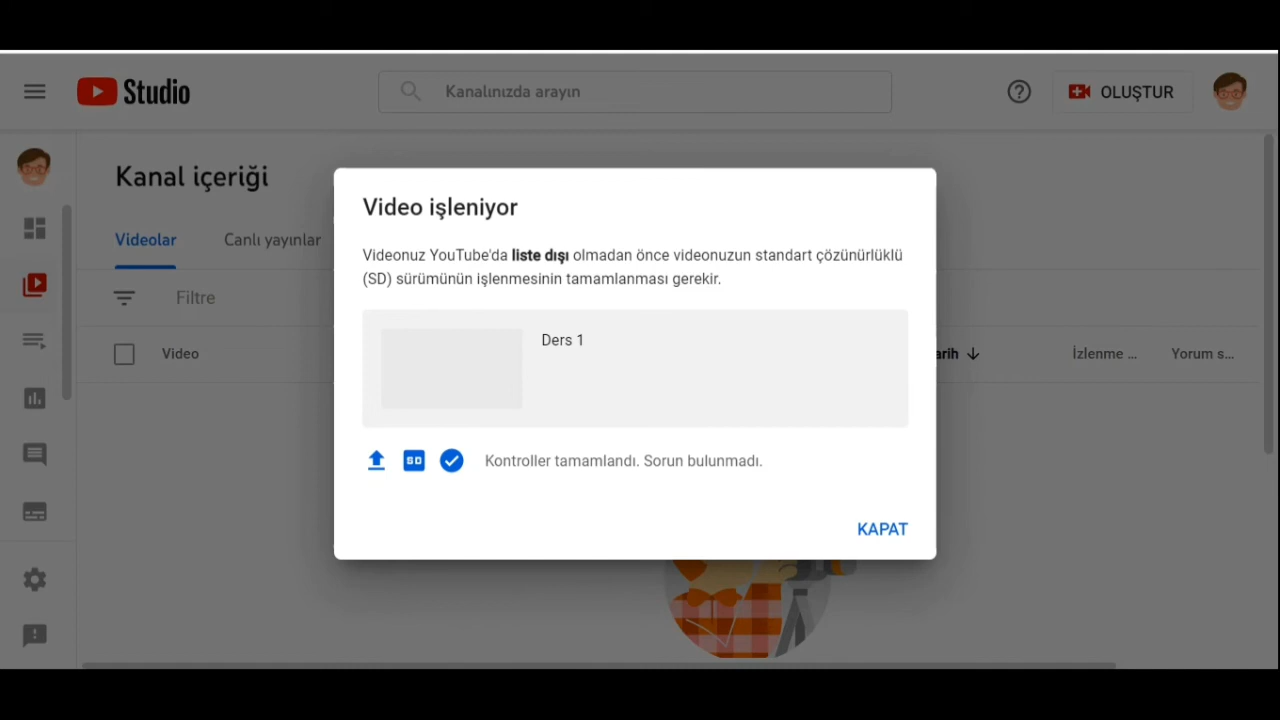 Studio
Kanalınızda arayın
OLUŞTUR
Kanal içeriği
Videolar
Canlı yayınlar
Filtre
Video
arih
İzlenme ...
Yorum s...
Video işleniyor
Videonuz YouTube'da liste dışı olmadan önce videonuzun standart çözünürlüklü
(SD) sürümünün işlenmesinin tamamlanması gerekir.
Ders 1
SD
Kontroller tamamlandı. Sorun bulunmadı.
KAPAT